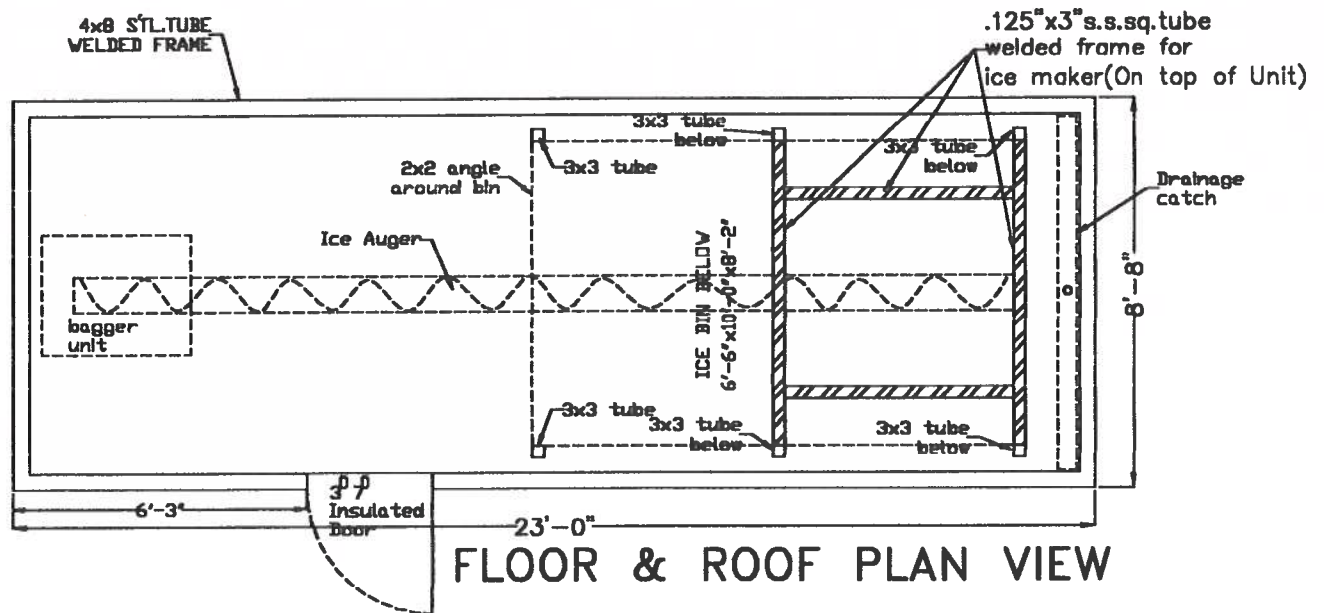 4x8 STL.TUBE
WELDED FRAME
.125"x3"s.s.sq.tube
welded frame for
ice maker(On top of Unit)
3x3 tube
below
3x3 tube
3x3 tube
below
2x2 angle
around bin
Drainage
catch
Ice Auger
ICE BIN BELOW
6'-6"x10'-0"x8'-2"
8'-8"
bagger
unit
3x3 tube
3x3 tube
below
3x3 tube
below
6'-3"
3⁰ 7⁰
Insulated
Door
23'-0"
FLOOR & ROOF PLAN VIEW